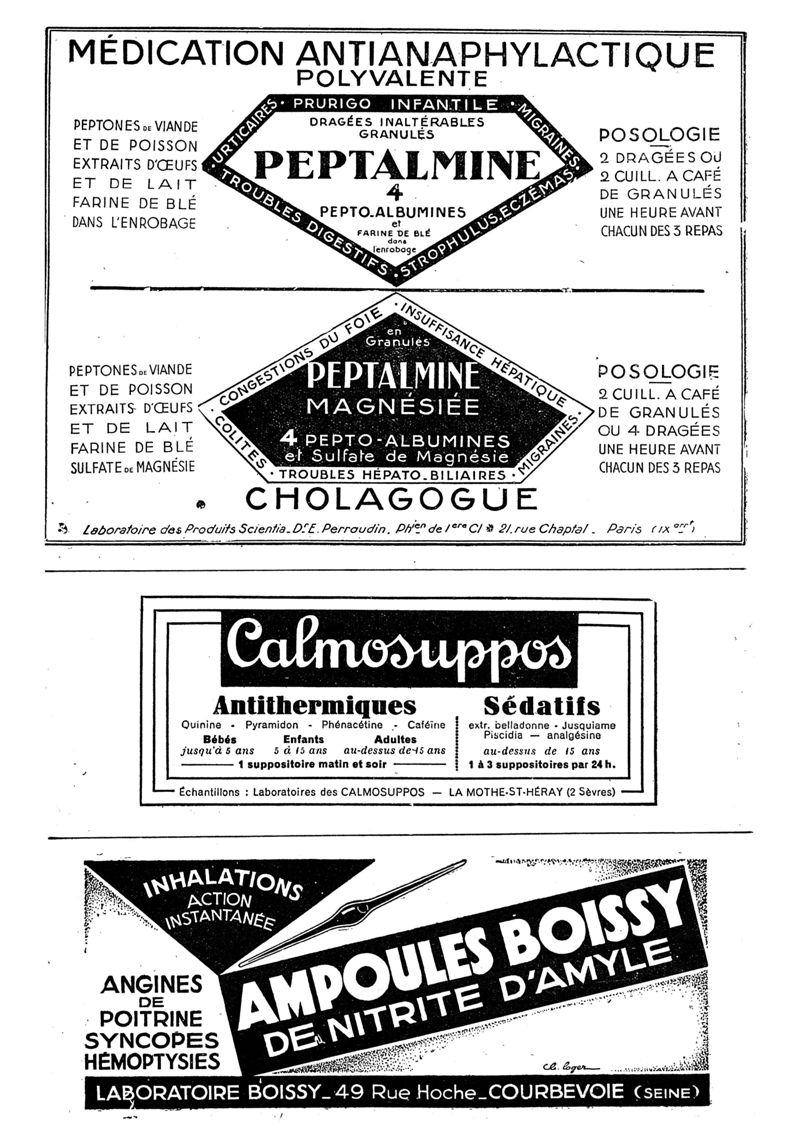 MÉDICATION ANTIANAPHYLACTIQUE
POLYVALENTE
PEPTONES DE VIANDE
ET DE POISSON
EXTRAITS D'ŒUFS
ET DE LAIT
FARINE DE BLÉ
DANS L'ENROBAGE
• URTICAIRES • PRURIGO INFANTILE • MIGRAINES •
DRAGÉES INALTÉRABLES
GRANULÉS
PEPTALMINE
4
PEPTO-ALBUMINES
et
FARINE DE BLÉ
dans
l'enrobage
• TROUBLES DIGESTIFS • STROPHULUS.ECZÉMAS •
POSOLOGIE
2 DRAGÉES OU
2 CUILL. A CAFÉ
DE GRANULÉS
UNE HEURE AVANT
CHACUN DES 3 REPAS
PEPTONES DE VIANDE
ET DE POISSON
EXTRAITS D'ŒUFS
ET DE LAIT
FARINE DE BLÉ
SULFATE DE MAGNÉSIE
• CONGESTIONS DU FOIE • INSUFFISANCE HÉPATIQUE
en
Granulés
PEPTALMINE
MAGNÉSIÉE
4 PEPTO-ALBUMINES
et Sulfate de Magnésie
COLITES • TROUBLES HÉPATO-BILIAIRES • MIGRAINES •
POSOLOGIE
2 CUILL. A CAFÉ
DE GRANULÉS
OU 4 DRAGÉES
UNE HEURE AVANT
CHACUN DES 3 REPAS
CHOLAGOGUE
Laboratoire des Produits Scientia_Dr E. Perraudin. Phien de 1ere Cl 21, rue Chaptal_ Paris (IX arrt)
Calmosuppos
Antithermiques
Quinine - Pyramidon - Phénacétine - Caféïne
Bébés Enfants Adultes
jusqu'à 5 ans 5 à 15 ans au-dessus de 15 ans
1 suppositoire matin et soir
Sédatifs
extr. belladonne - Jusquiame
Piscidia — analgésine
au-dessus de 15 ans
1 à 3 suppositoires par 24 h.
Échantillons : Laboratoires des CALMOSUPPOS — LA MOTHE-ST-HÉRAY (2 Sèvres)
INHALATIONS
ACTION
INSTANTANÉE
AMPOULES BOISSY
DE NITRITE D'AMYLE
ANGINES
DE
POITRINE
SYNCOPES
HÉMOPTYSIES
LABORATOIRE BOISSY_49 Rue Hoche_COURBEVOIE (SEINE)